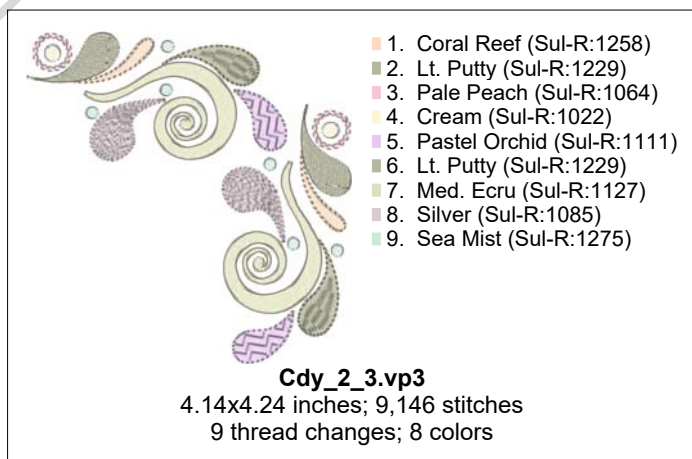 1. Coral Reef (Sul-R:1258)
2. Lt. Putty (Sul-R:1229)
3. Pale Peach (Sul-R:1064)
4. Cream (Sul-R:1022)
5. Pastel Orchid (Sul-R:1111)
6. Lt. Putty (Sul-R:1229)
7. Med. Ecru (Sul-R:1127)
8. Silver (Sul-R:1085)
9. Sea Mist (Sul-R:1275)
Cdy_2_3.vp3
4.14x4.24 inches; 9,146 stitches
9 thread changes; 8 colors